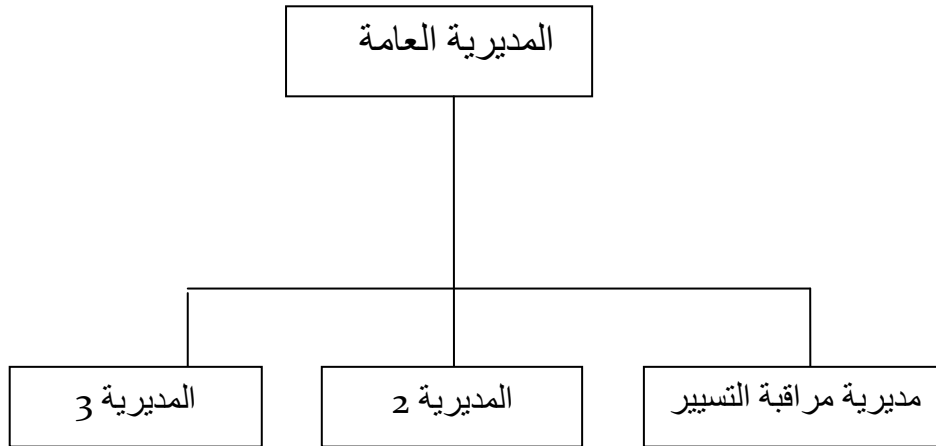 المديرية العامة
مديرية مراقبة التسيير
المديرية 2
المديرية 3